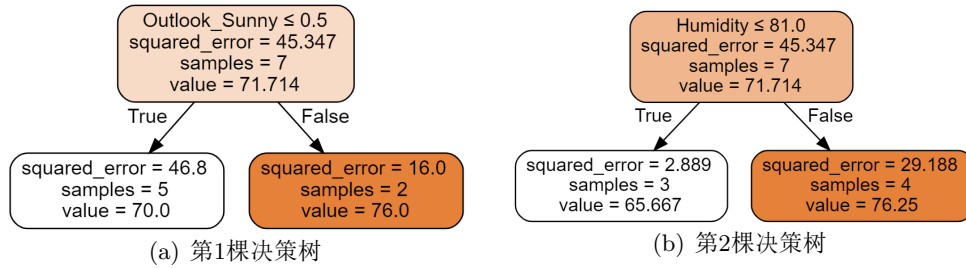 Outlook_Sunny ≤ 0.5
squared_error = 45.347
samples = 7
value = 71.714
True
False
squared_error = 46.8
samples = 5
value = 70.0
squared_error = 16.0
samples = 2
value = 76.0
(a) 第1棵决策树
Humidity ≤ 81.0
squared_error = 45.347
samples = 7
value = 71.714
True
False
squared_error = 2.889
samples = 3
value = 65.667
squared_error = 29.188
samples = 4
value = 76.25
(b) 第2棵决策树